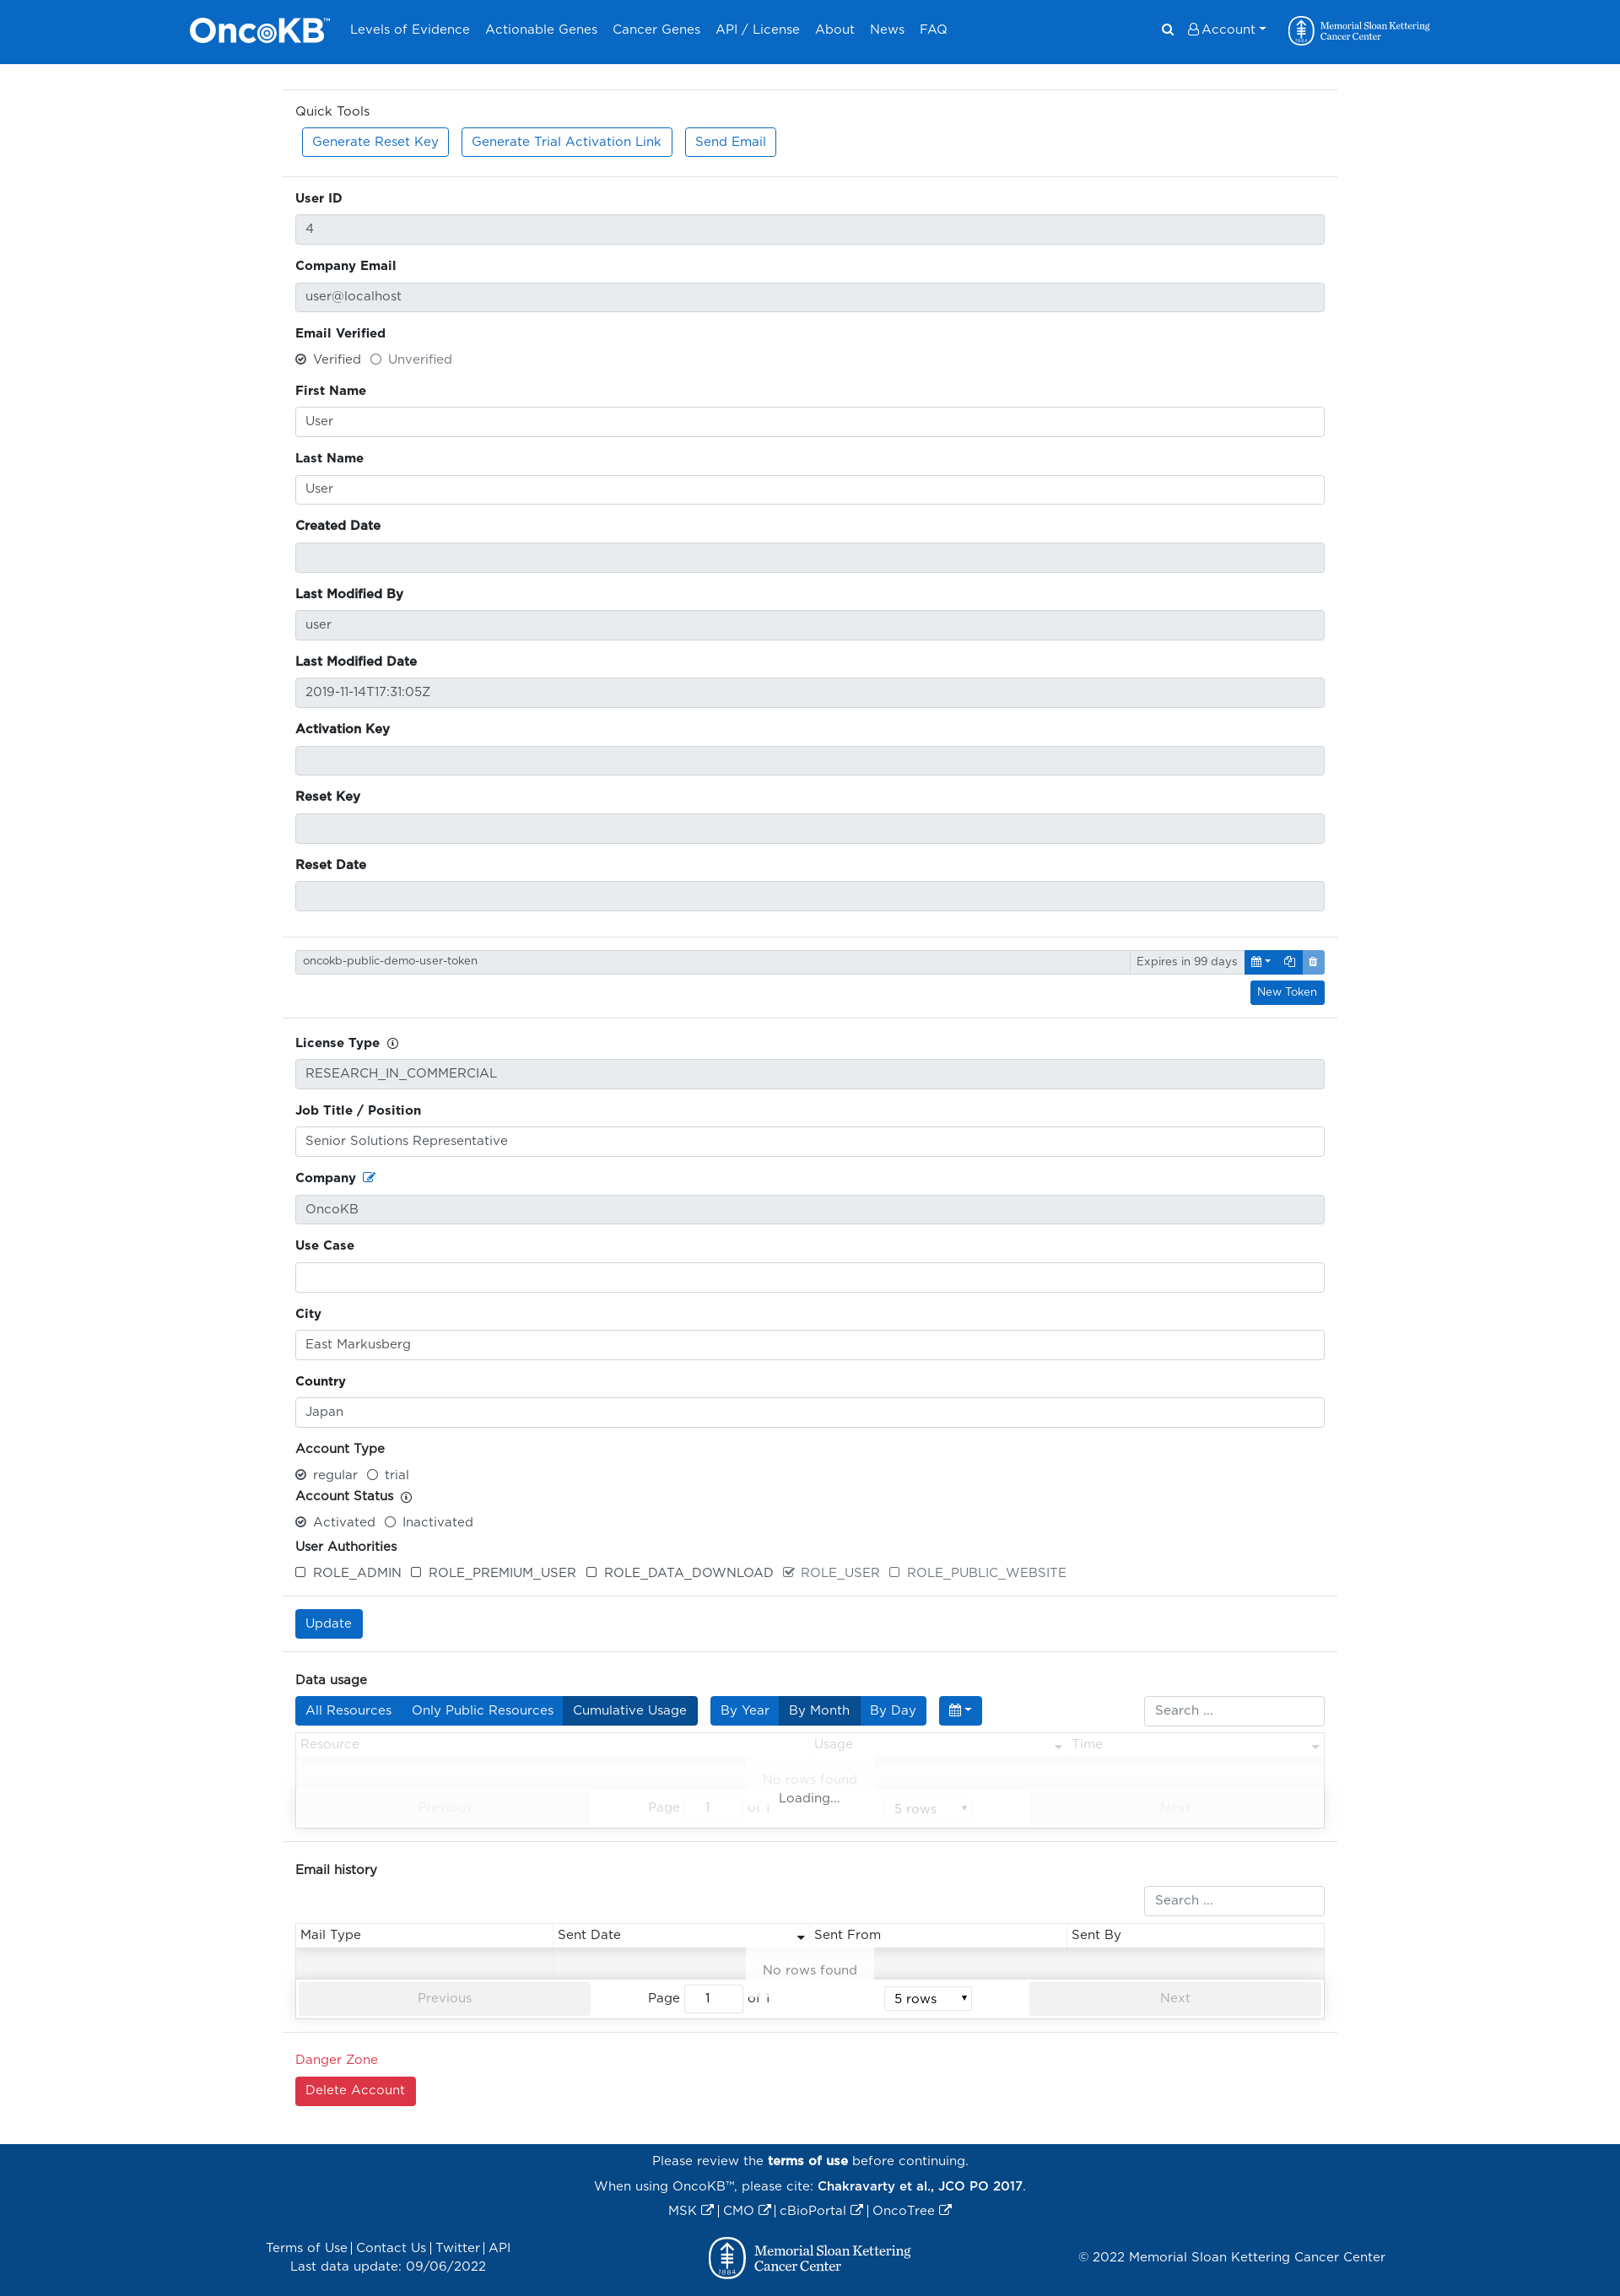 OncoKB™ Levels of Evidence Actionable Genes Cancer Genes API / License About News FAQ Account Memorial Sloan Kettering Cancer Center
Quick Tools
Generate Reset Key Generate Trial Activation Link Send Email
User ID
4
Company Email
user@localhost
Email Verified
Verified Unverified
First Name
User
Last Name
User
Created Date
Last Modified By
user
Last Modified Date
2019-11-14T17:31:05Z
Activation Key
Reset Key
Reset Date
oncokb-public-demo-user-token Expires in 99 days
New Token
License Type
RESEARCH_IN_COMMERCIAL
Job Title / Position
Senior Solutions Representative
Company
OncoKB
Use Case
City
East Markusberg
Country
Japan
Account Type
regular trial
Account Status
Activated Inactivated
User Authorities
ROLE_ADMIN ROLE_PREMIUM_USER ROLE_DATA_DOWNLOAD ROLE_USER ROLE_PUBLIC_WEBSITE
Update
Data usage
All Resources Only Public Resources Cumulative Usage By Year By Month By Day Search ...
Resource Usage Time
No rows found
Loading...
Previous Page 1 of 1 5 rows Next
Email history
Search ...
Mail Type Sent Date Sent From Sent By
No rows found
Previous Page 1 of 1 5 rows Next
Danger Zone
Delete Account
Please review the terms of use before continuing.
When using OncoKB™, please cite: Chakravarty et al., JCO PO 2017.
MSK | CMO | cBioPortal | OncoTree
Terms of Use | Contact Us | Twitter | API
Last data update: 09/06/2022
1884 Memorial Sloan Kettering
Cancer Center
© 2022 Memorial Sloan Kettering Cancer Center